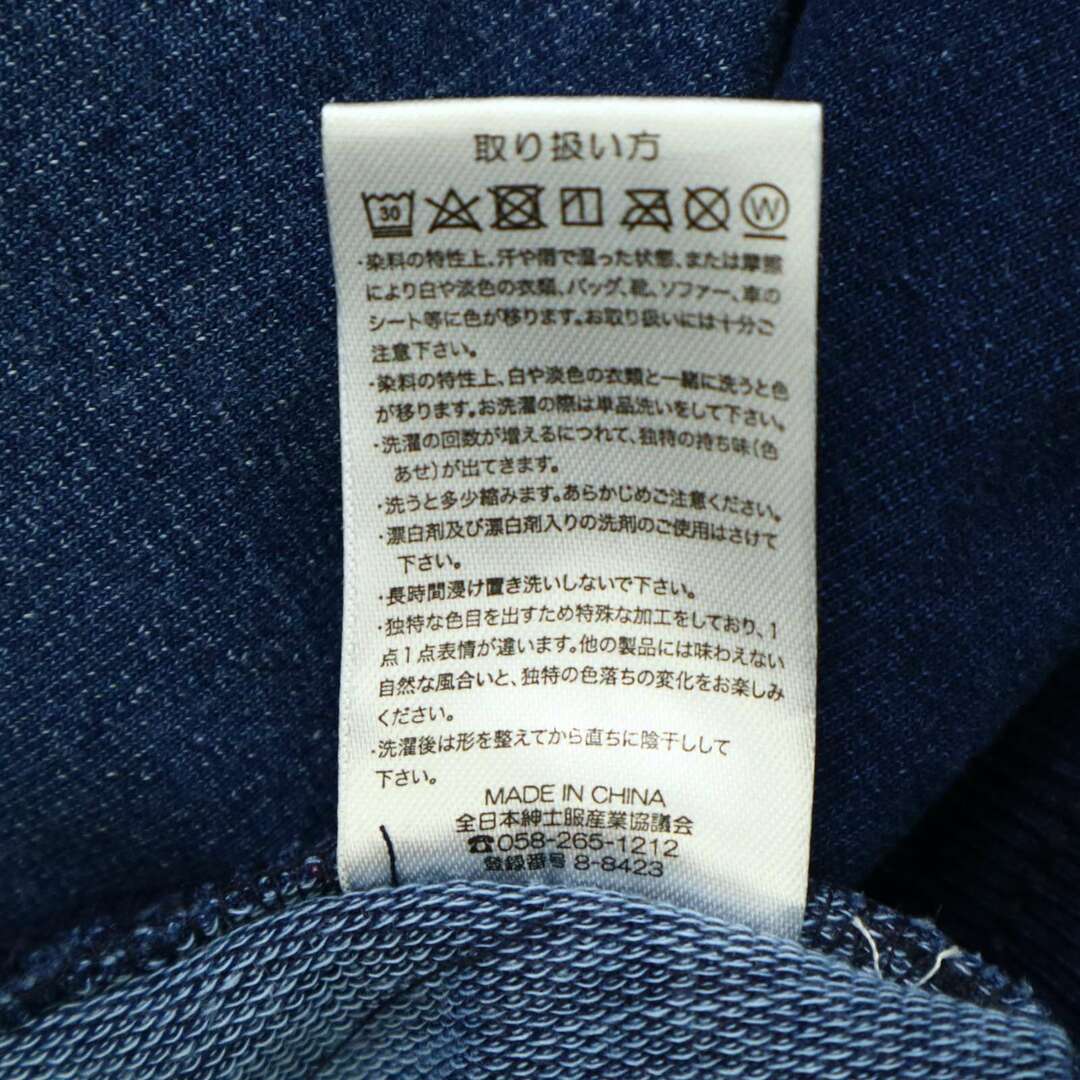 取り扱い方
30 W
・染料の特性上、汗や雨で湿った状態、または摩擦
により白や淡色の衣類、バッグ、靴、ソファー、車の
シート等に色が移ります。お取り扱いには十分ご
注意下さい。
・染料の特性上、白や淡色の衣類と一緒に洗うと色
が移ります。お洗濯の際は単品洗いをして下さい。
・洗濯の回数が増えるにつれて、独特の持ち味(色
あせ)が出てきます。
・洗うと多少縮みます。あらかじめご注意ください。
・漂白剤及び漂白剤入りの洗剤のご使用はさけて
下さい。
・長時間浸け置き洗いしないで下さい。
・独特な色目を出すため特殊な加工をしており、1
点1点表情が違います。他の製品には味わえない
自然な風合いと、独特の色落ちの変化をお楽しみ
ください。
・洗濯後は形を整えてから直ちに陰干しして
下さい。
MADE IN CHINA
全日本紳士服産業協議会
☎058-265-1212
登録番号 8-8423